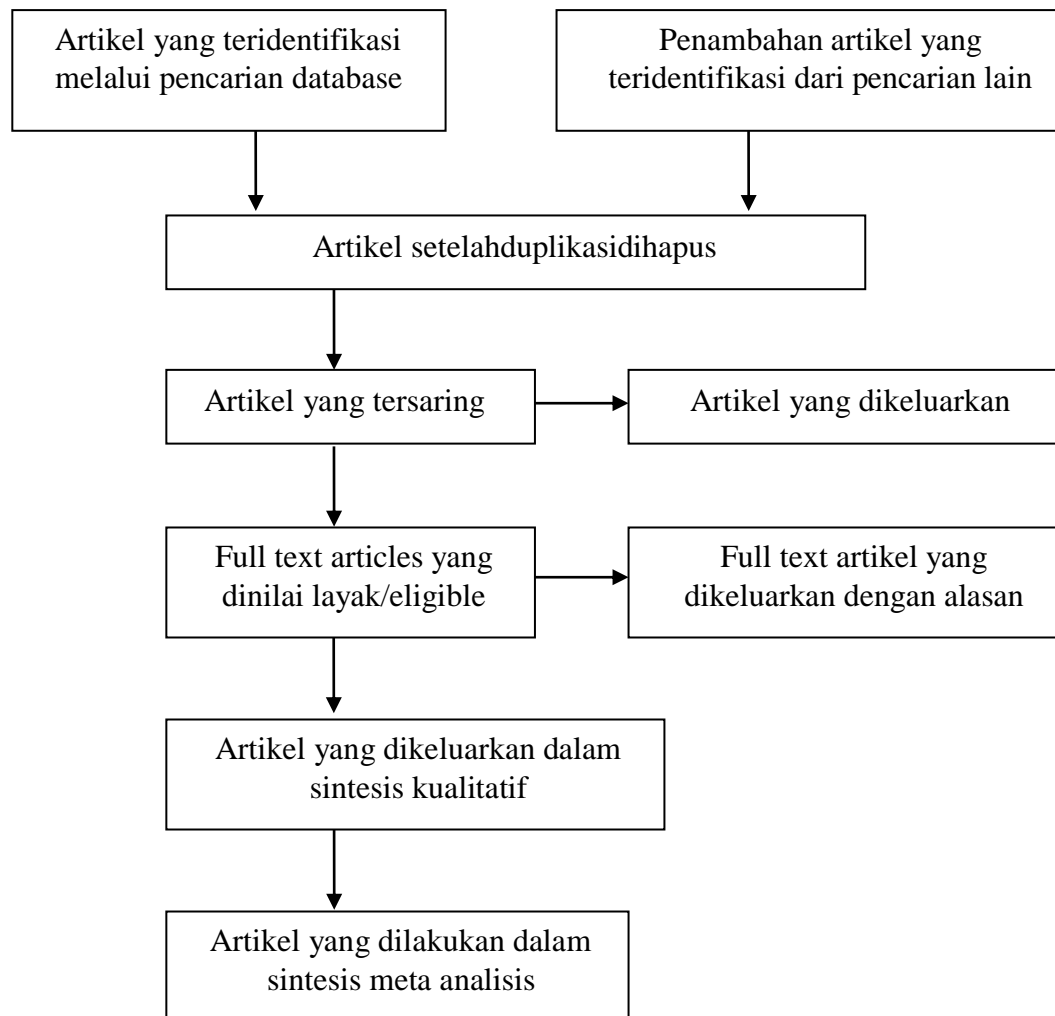 Artikel yang teridentifikasi
melalui pencarian database
Penambahan artikel yang
teridentifikasi dari pencarian lain
Artikel setelahduplikasidihapus
Artikel yang tersaring
Artikel yang dikeluarkan
Full text articles yang
dinilai layak/eligible
Full text artikel yang
dikeluarkan dengan alasan
Artikel yang dikeluarkan dalam
sintesis kualitatif
Artikel yang dilakukan dalam
sintesis meta analisis